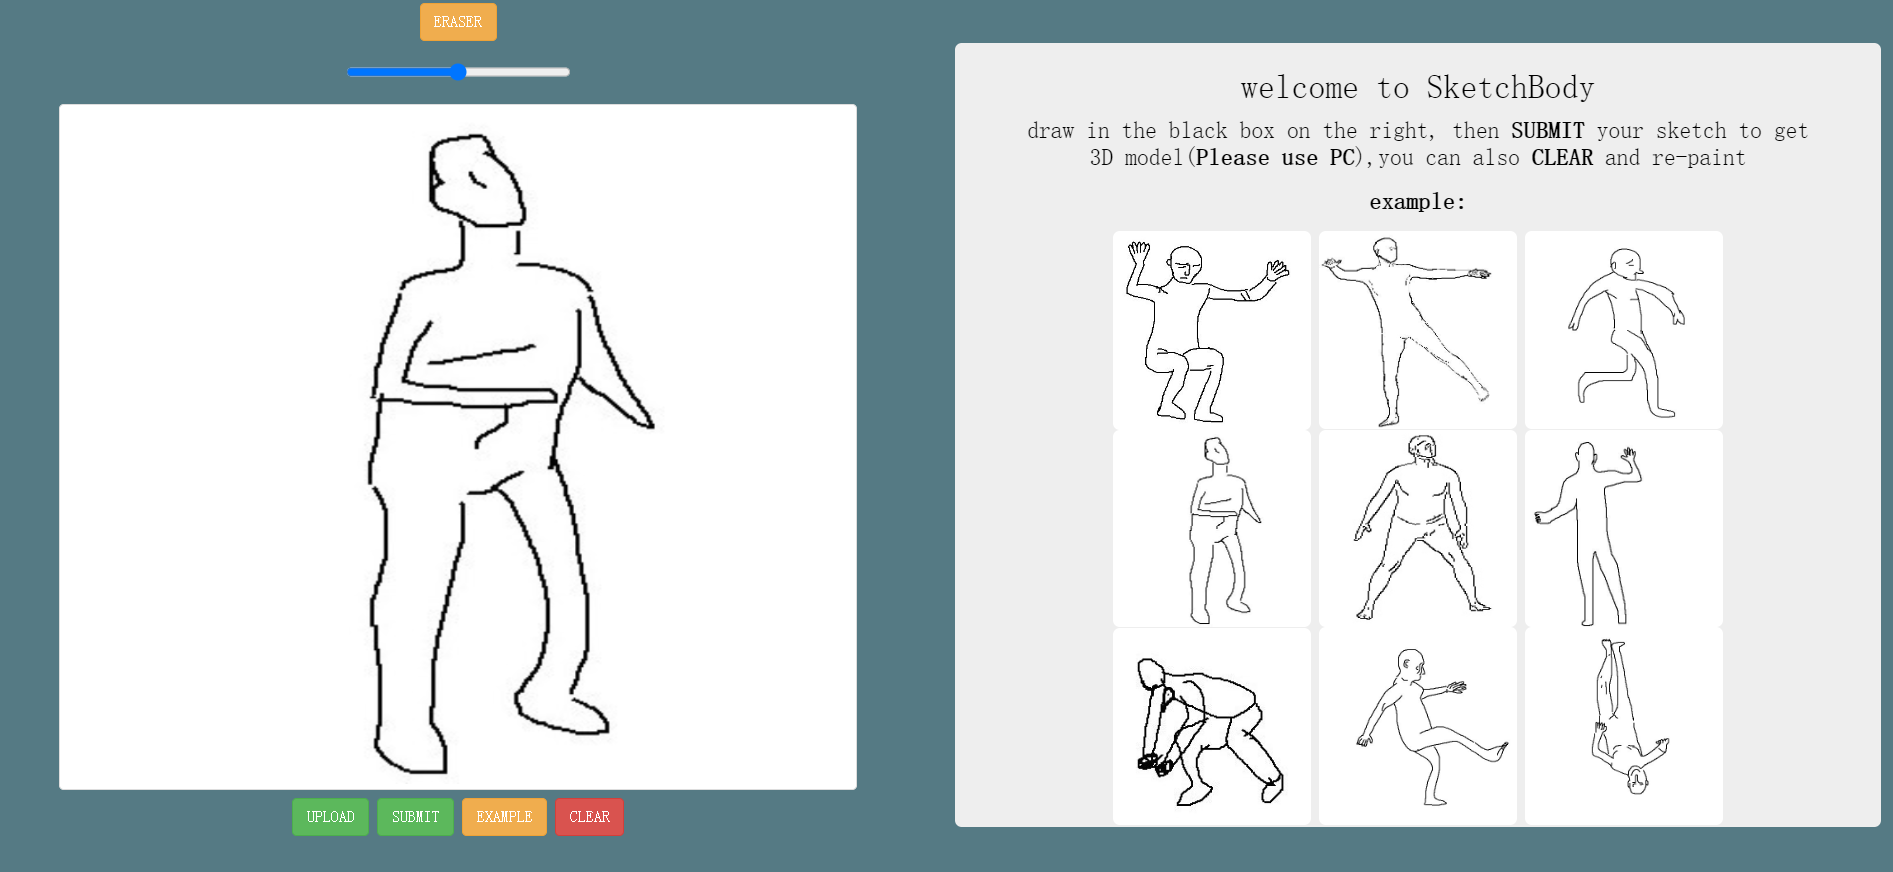 ERASER
UPLOAD
SUBMIT
EXAMPLE
CLEAR
welcome to SketchBody
draw in the black box on the right, then SUBMIT your sketch to get
3D model(Please use PC),you can also CLEAR and re-paint
example: